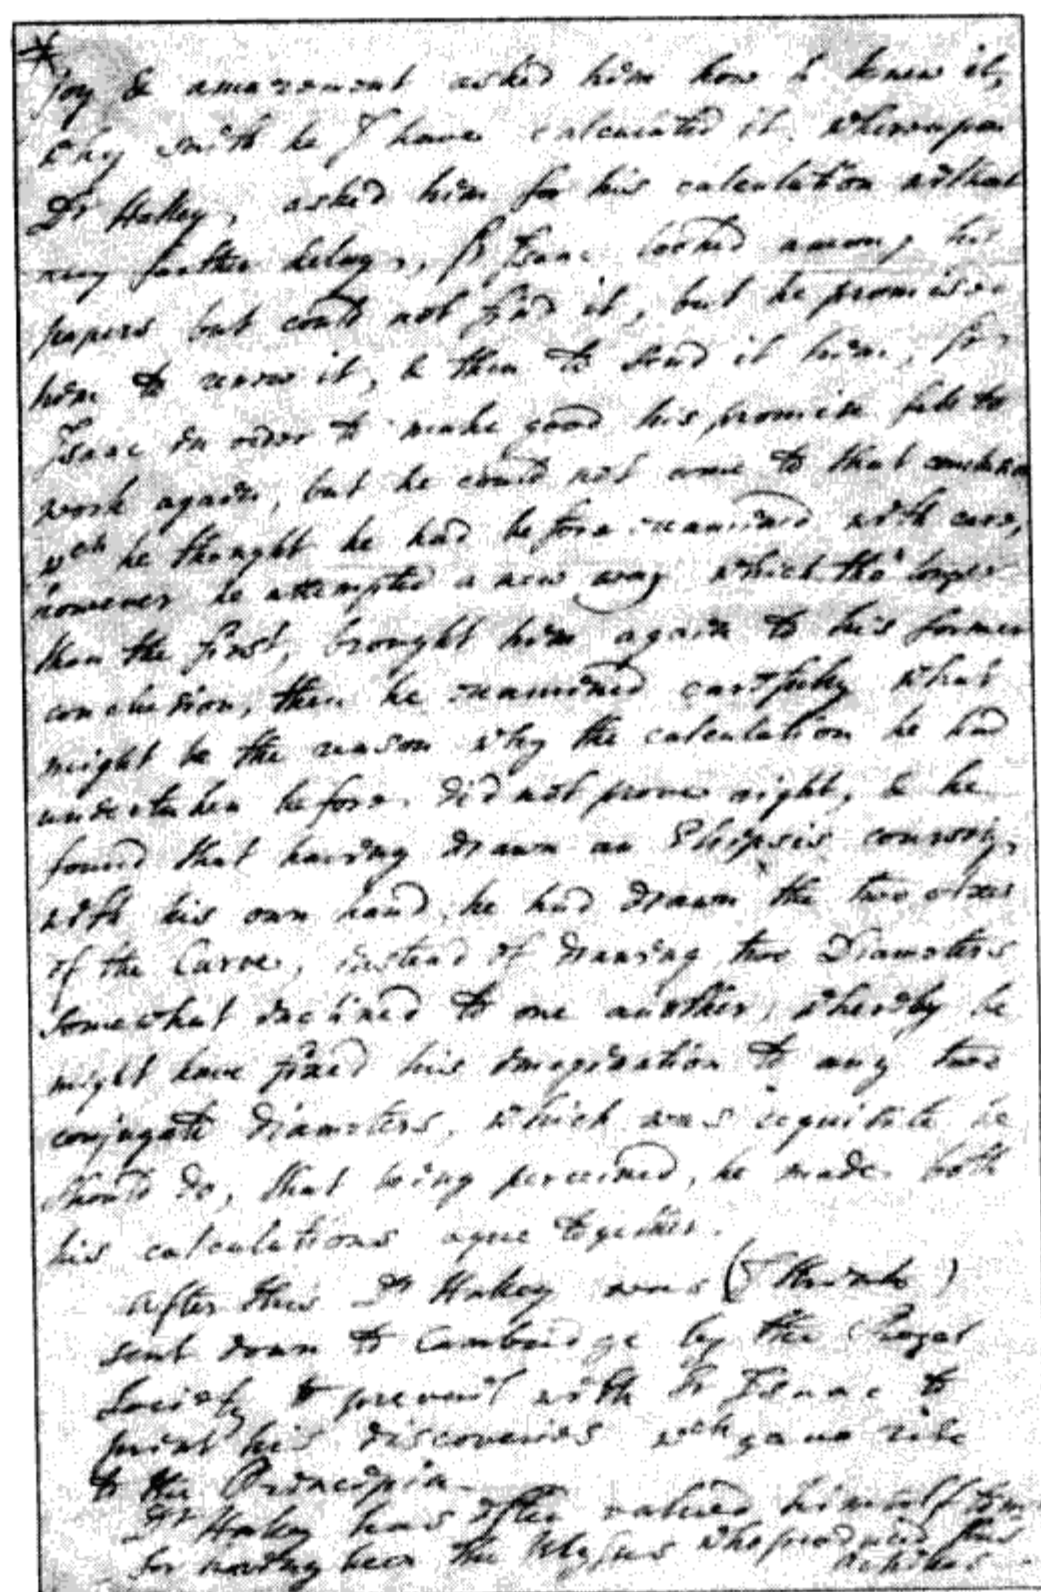 *
Joy & amazement asked him how he knew it,
why saith he I have calculated it, whereupon
Dr Halley, asked him for his calculation without
any farther delay, Sr Isaac looked among his
papers but could not find it, but he promised
him to renew it, & then to send it him, Sr
Isaac in order to make good his promise fell to
work again, but he could not come to that conclusion
wch he thought he had before examined with care,
however he attempted a new way which tho' longer
than the first, brought him again to his former
conclusion, then he examined carefully what
might be the reason why the calculation he had
undertaken before did not prove right, & he
found that having drawn an Elipsis coursely
with his own hand, he had drawn the two Axes
of the Curve, instead of drawing two Diameters
somewhat inclined to one another, whereby he
might have fixed his imagination to any two
conjugate diameters, which was requisite he
should do, that being perceived, he made both
his calculations agree together.
After this Dr Halley was (I think)
sent down to Cambridge by the Royal
Society to prevail with Sr Isaac to
print his discoveries wch gave rise
to the Principia.
Dr Halley has often valued himself to me
for having been the Ulysses who produced this
Achilles.